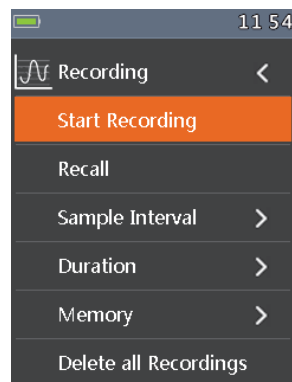 11 54
Recording
Start Recording
Recall
Sample Interval
Duration
Memory
Delete all Recordings